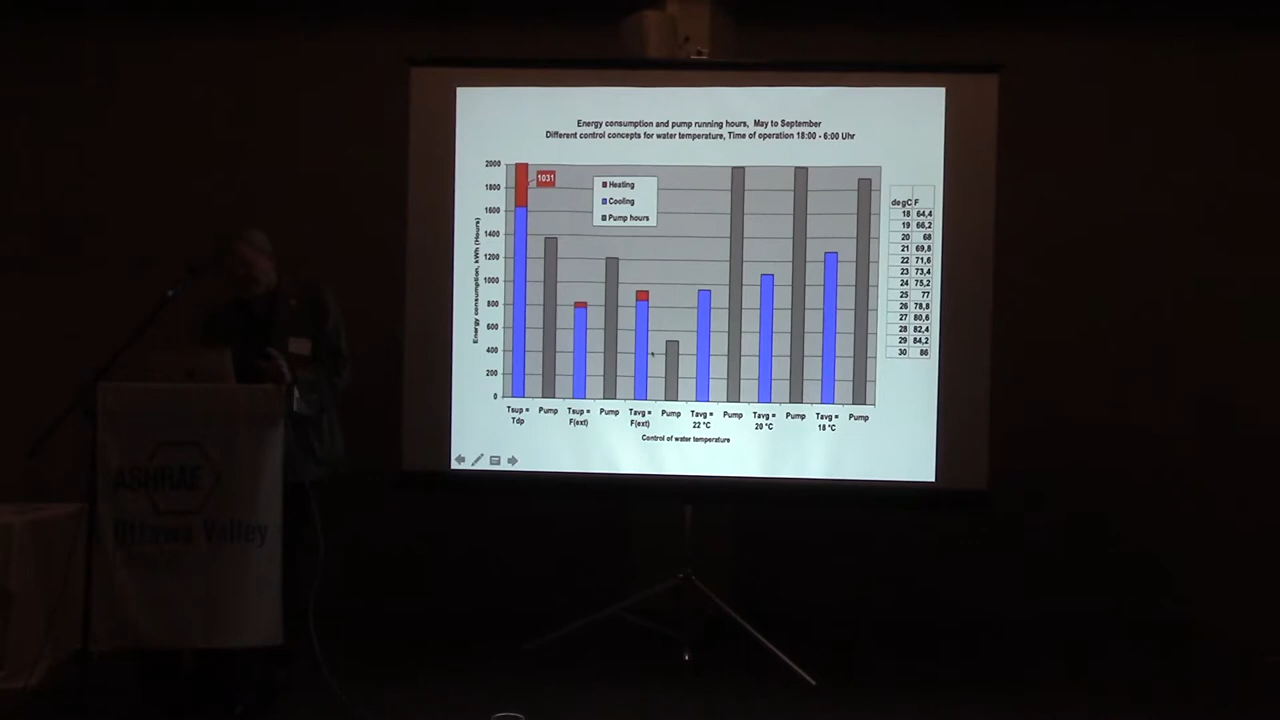 Energy consumption and pump running hours, May to September
Different control concepts for water temperature, Time of operation 18:00 - 6:00 Uhr
Energy consumption, kWh (Hours)
2000
1800
1600
1400
1200
1000
800
600
400
200
0
1031
Heating
Cooling
Pump hours
Tsup = Tdp
Pump
Tsup = F(ext)
Pump
Tavg = F(ext)
Pump
Tavg = 22 °C
Pump
Tavg = 20 °C
Pump
Tavg = 18 °C
Pump
Control of water temperature
degC F
18 64,4
19 66,2
20 68
21 69,8
22 71,6
23 73,4
24 75,2
25 77
26 78,8
27 80,6
28 82,4
29 84,2
30 86
ASHRAE
Ottawa Valley